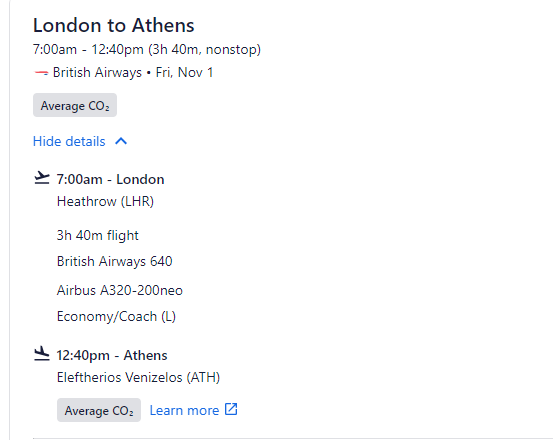 London to Athens
7:00am - 12:40pm (3h 40m, nonstop)
British Airways • Fri, Nov 1
Average CO₂
Hide details
7:00am - London
Heathrow (LHR)
3h 40m flight
British Airways 640
Airbus A320-200neo
Economy/Coach (L)
12:40pm - Athens
Eleftherios Venizelos (ATH)
Average CO₂ Learn more